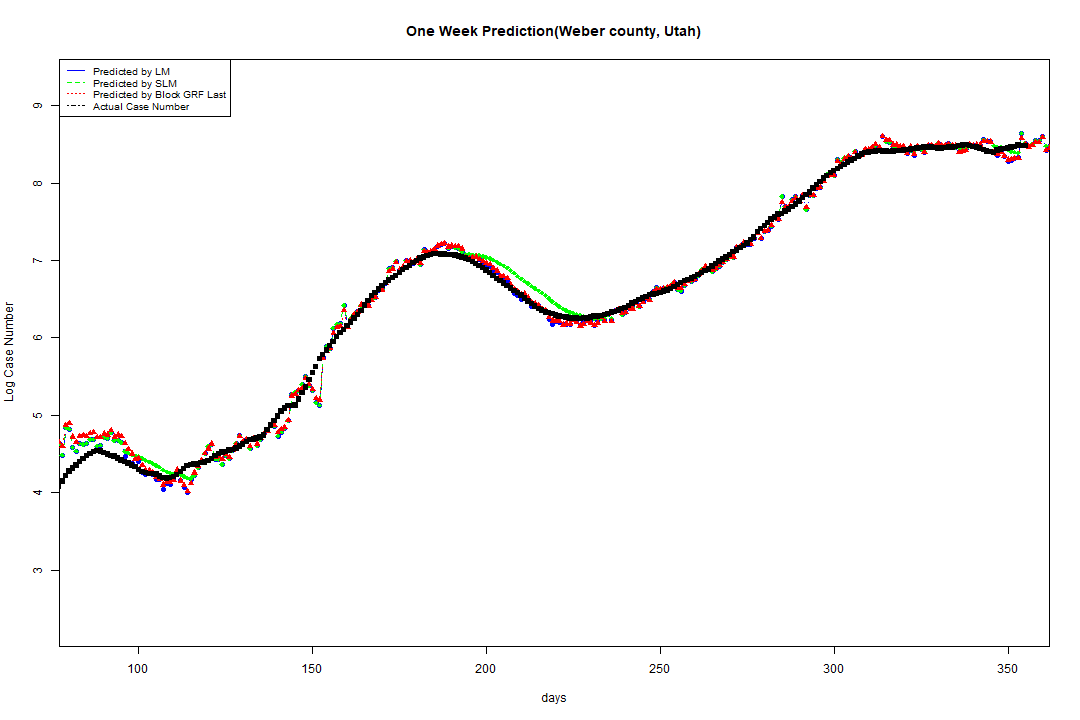 One Week Prediction(Weber county, Utah)
Predicted by LM
Predicted by SLM
Predicted by Block GRF Last
Actual Case Number
9
8
7
6
5
4
3
Log Case Number
100 150 200 250 300 350
days